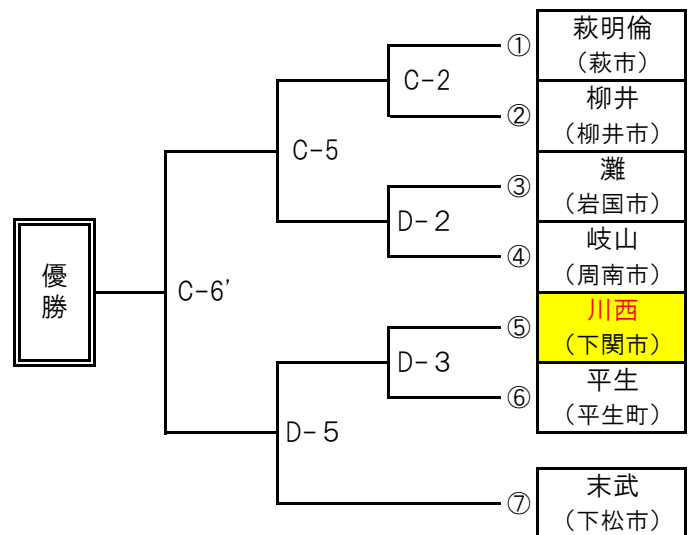 ① 萩明倫
（萩市）
C-2
② 柳井
（柳井市）
C-5
③ 灘
（岩国市）
D-2
④ 岐山
（周南市）
優勝
C-6'
⑤ 川西
（下関市）
D-3
⑥ 平生
（平生町）
D-5
⑦ 末武
（下松市）